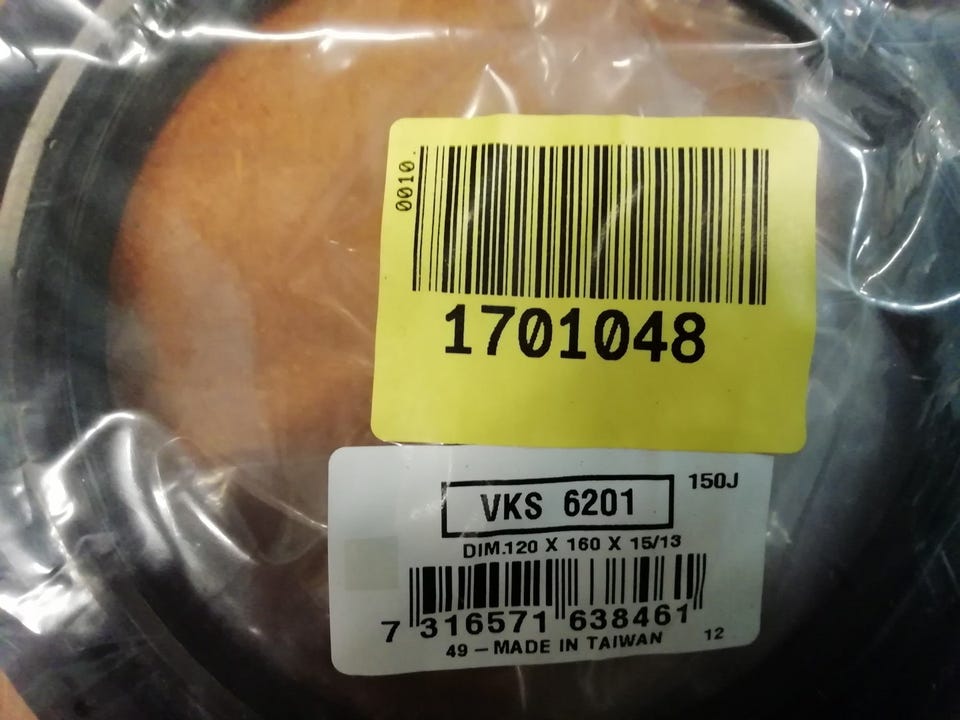 0010.
1701048
VKS 6201
150J
DIM.120 X 160 X 15/13
7 316571 638461
49 – MADE IN TAIWAN
12